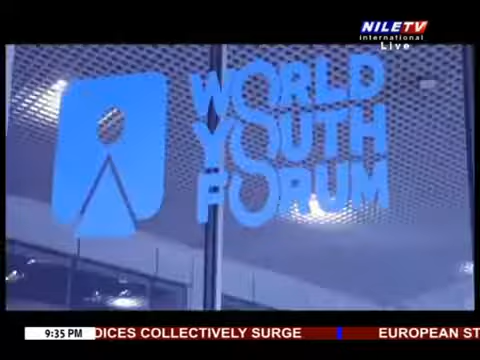 NILE TV
international
Live
WORLD
YOUTH
FORUM
9:35 PM
DICES COLLECTIVELY SURGE
EUROPEAN ST